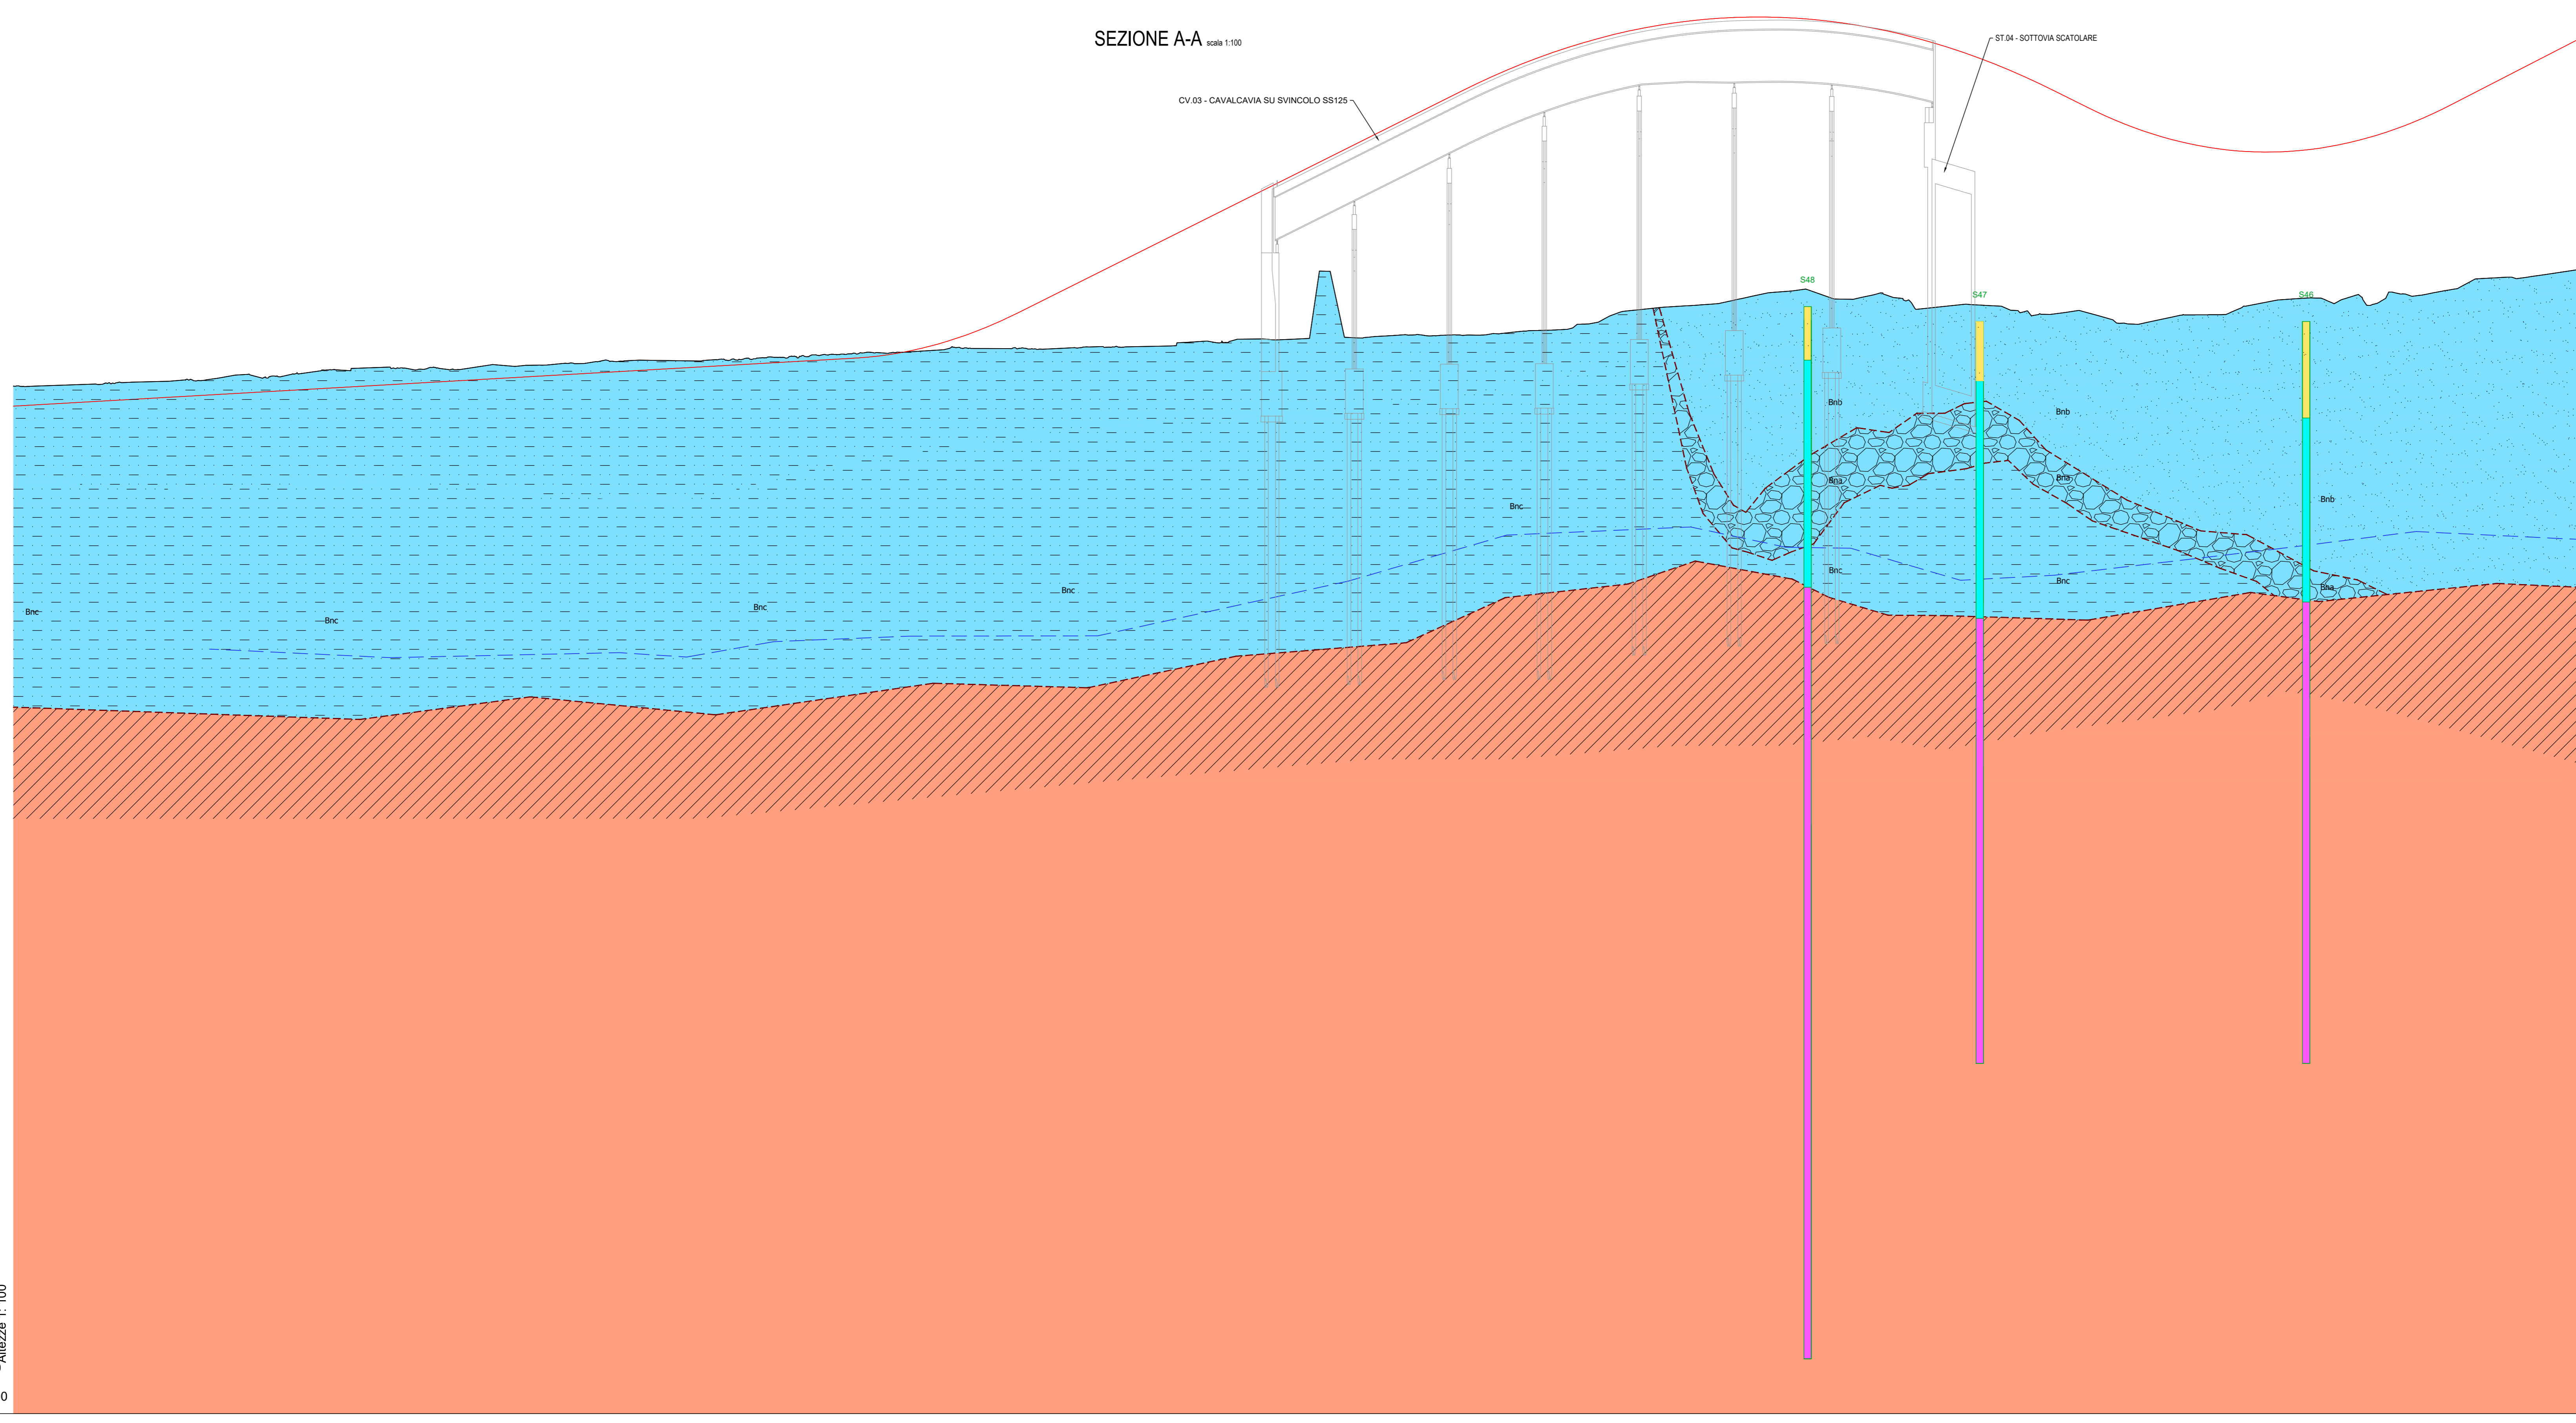 SEZIONE A-A scala 1:100
ST.04 - SOTTOVIA SCATOLARE
CV.03 - CAVALCAVIA SU SVINCOLO SS125
S48
S47
S46
Bnb
Bnb
Bna
Bna
Bnb
Bnc
Bnc
Bnc
Bna
Bnc
Bnc
Bnc
Bnc
Altezze 1: 100
0